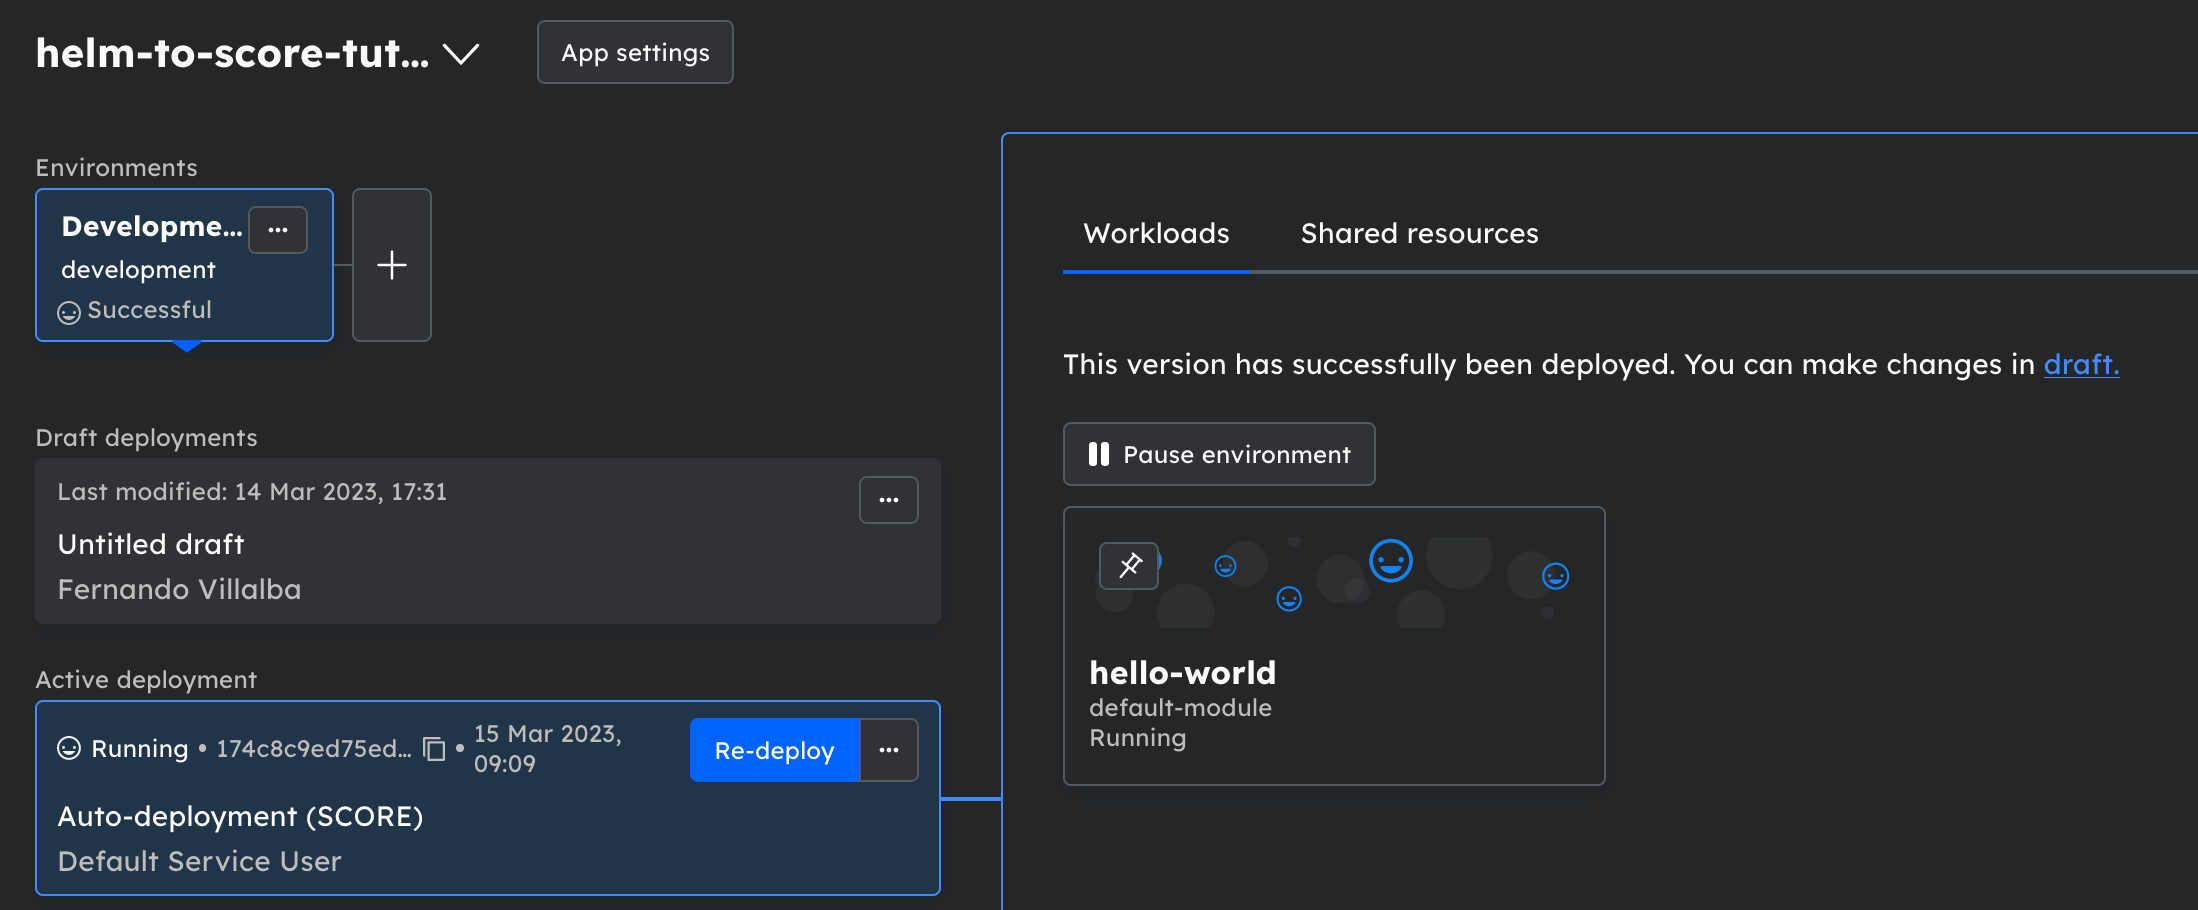 helm-to-score-tut...
App settings
Environments
Developme...
development
Successful
Draft deployments
Last modified: 14 Mar 2023, 17:31
Untitled draft
Fernando Villalba
Active deployment
Running • 174c8c9ed75ed... • 15 Mar 2023,
09:09
Re-deploy
Auto-deployment (SCORE)
Default Service User
Workloads
Shared resources
This version has successfully been deployed. You can make changes in draft.
Pause environment
hello-world
default-module
Running